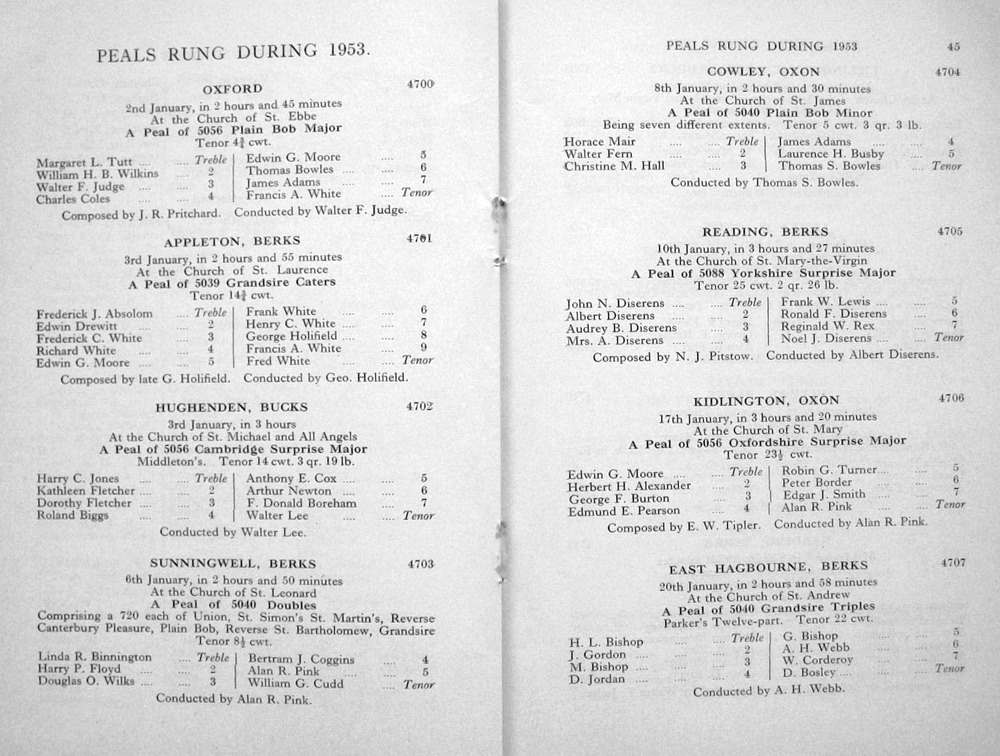 PEALS RUNG DURING 1953.
OXFORD 4700
2nd January, in 2 hours and 45 minutes
At the Church of St. Ebbe
A Peal of 5056 Plain Bob Major
Tenor 4¾ cwt.
Margaret L. Tutt .... .... Treble | Edwin G. Moore .... 5
William H. B. Wilkins .... 2 | Thomas Bowles .... .... 6
Walter F. Judge .... .... 3 | James Adams .... .... 7
Charles Coles .... .... 4 | Francis A. White .... Tenor
Composed by J. R. Pritchard. Conducted by Walter F. Judge.
APPLETON, BERKS 4701
3rd January, in 2 hours and 55 minutes
At the Church of St. Laurence
A Peal of 5039 Grandsire Caters
Tenor 14¾ cwt.
Frederick J. Absolom .... Treble | Frank White .... .... 6
Edwin Drewitt .... .... 2 | Henry C. White .... .... 7
Frederick C. White .... 3 | George Holifield .... .... 8
Richard White .... .... 4 | Francis A. White .... 9
Edwin G. Moore .... .... 5 | Fred White .... .... Tenor
Composed by late G. Holifield. Conducted by Geo. Holifield.
HUGHENDEN, BUCKS 4702
3rd January, in 3 hours
At the Church of St. Michael and All Angels
A Peal of 5056 Cambridge Surprise Major
Middleton's. Tenor 14 cwt. 3 qr. 19 lb.
Harry C. Jones .... Treble | Anthony E. Cox .... .... 5
Kathleen Fletcher .... .... 2 | Arthur Newton .... .... 6
Dorothy Fletcher .... .... 3 | F. Donald Boreham .... 7
Roland Biggs .... .... 4 | Walter Lee .... .... Tenor
Conducted by Walter Lee.
SUNNINGWELL, BERKS 4703
6th January, in 2 hours and 50 minutes
At the Church of St. Leonard
A Peal of 5040 Doubles
Comprising a 720 each of Union, St. Simon's St. Martin's, Reverse
Canterbury Pleasure, Plain Bob, Reverse St. Bartholomew, Grandsire
Tenor 8½ cwt.
Linda R. Binnington .... Treble | Bertram J. Coggins .... 4
Harry P. Floyd .... .... 2 | Alan R. Pink .... .... 5
Douglas O. Wilks .... .... 3 | William G. Cudd .... Tenor
Conducted by Alan R. Pink.
PEALS RUNG DURING 1953 45
COWLEY, OXON 4704
8th January, in 2 hours and 30 minutes
At the Church of St. James
A Peal of 5040 Plain Bob Minor
Being seven different extents. Tenor 5 cwt. 3 qr. 3 lb.
Horace Mair .... .... Treble | James Adams .... .... 4
Walter Fern .... .... 2 | Laurence H. Busby .... 5
Christine M. Hall .... 3 | Thomas S. Bowles .... Tenor
Conducted by Thomas S. Bowles.
READING, BERKS 4705
10th January, in 3 hours and 27 minutes
At the Church of St. Mary-the-Virgin
A Peal of 5088 Yorkshire Surprise Major
Tenor 25 cwt. 2 qr. 26 lb.
John N. Diserens .... .... Treble | Frank W. Lewis .... .... 5
Albert Diserens .... .... 2 | Ronald F. Diserens .... 6
Audrey B. Diserens .... 3 | Reginald W. Rex .... 7
Mrs. A. Diserens .... .... 4 | Noel J. Diserens .... .... Tenor
Composed by N. J. Pitstow. Conducted by Albert Diserens.
KIDLINGTON, OXON 4706
17th January, in 3 hours and 20 minutes
At the Church of St. Mary
A Peal of 5056 Oxfordshire Surprise Major
Tenor 23½ cwt.
Edwin G. Moore .... .... Treble | Robin G. Turner.... .... 5
Herbert H. Alexander .... 2 | Peter Border .... .... 6
George F. Burton .... .... 3 | Edgar J. Smith .... .... 7
Edmund E. Pearson .... 4 | Alan R. Pink .... .... Tenor
Composed by E. W. Tipler. Conducted by Alan R. Pink.
EAST HAGBOURNE, BERKS 4707
20th January, in 2 hours and 58 minutes
At the Church of St. Andrew
A Peal of 5040 Grandsire Triples
Parker's Twelve-part. Tenor 22 cwt.
H. L. Bishop .... .... Treble | G. Bishop .... .... 5
J. Gordon .... .... 2 | A. H. Webb .... .... 6
M. Bishop .... .... 3 | W. Corderoy .... .... 7
D. Jordan .... .... 4 | D. Bosley .... .... Tenor
Conducted by A. H. Webb.